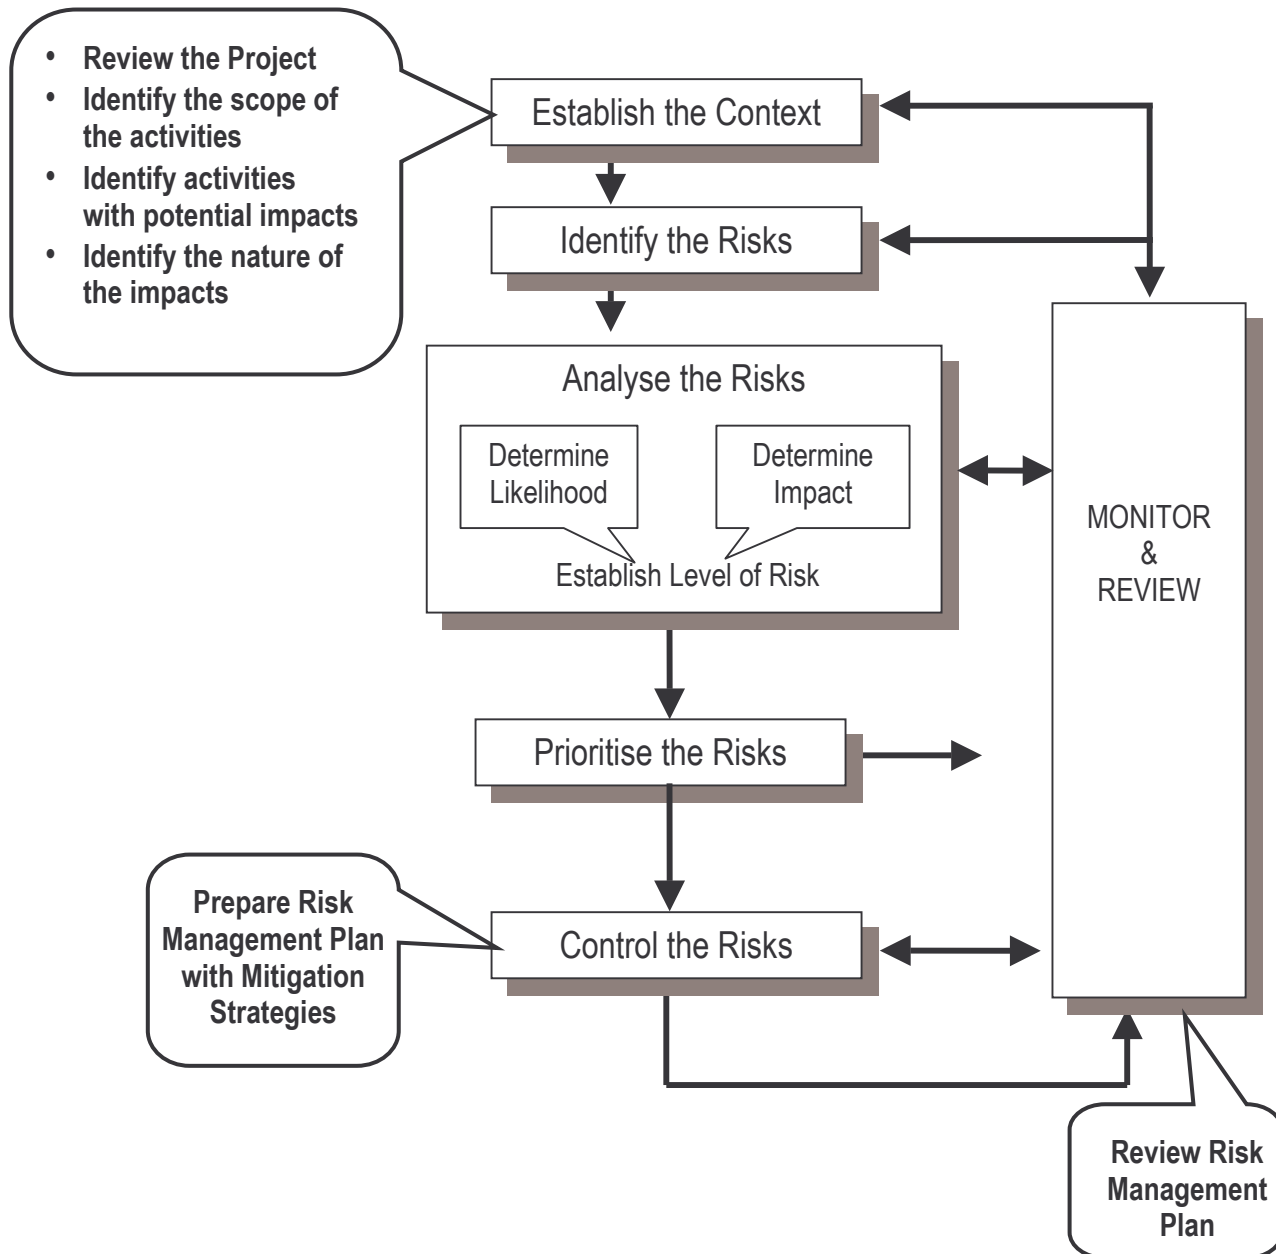 • Review the Project
• Identify the scope of
the activities
• Identify activities
with potential impacts
• Identify the nature of
the impacts
Establish the Context
Identify the Risks
Analyse the Risks
Determine
Likelihood
Determine
Impact
Establish Level of Risk
MONITOR
&
REVIEW
Prioritise the Risks
Prepare Risk
Management Plan
with Mitigation
Strategies
Control the Risks
Review Risk
Management
Plan